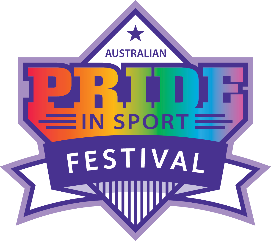 AUSTRALIAN
PRIDE
IN SPORT
FESTIVAL